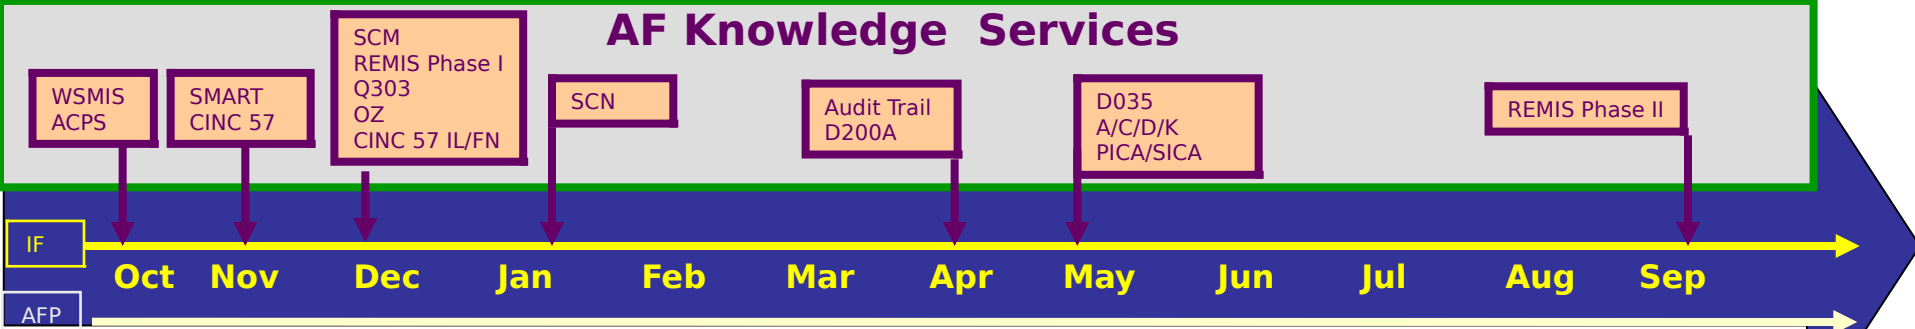 AF Knowledge  Services
WSMIS
ACPS
SMART
CINC 57
SCM
REMIS Phase I
Q303
OZ
CINC 57 IL/FN
SCN
Audit Trail
D200A
D035
A/C/D/K
PICA/SICA
REMIS Phase II
IF
Oct Nov Dec Jan Feb Mar Apr May Jun Jul Aug Sep
AFP